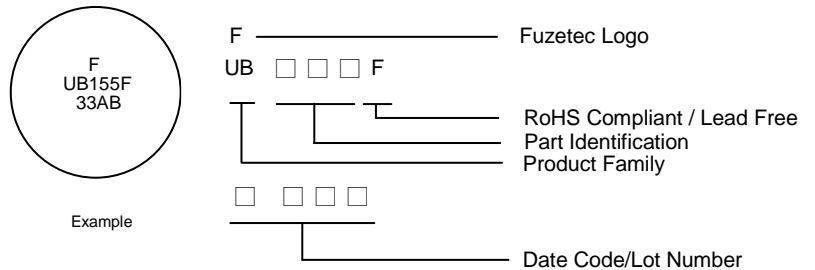 F
UB155F
33AB
Example
F Fuzetec Logo
UB □ □ □ F
RoHS Compliant / Lead Free
Part Identification
Product Family
□ □ □ □
Date Code/Lot Number